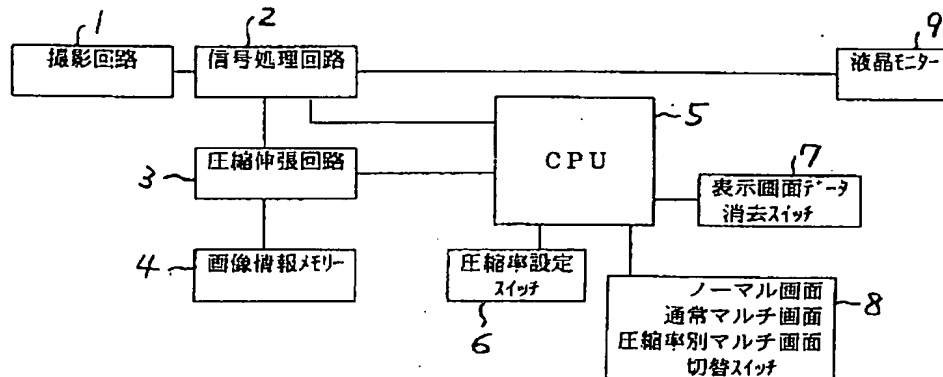 1
2
9
撮影回路
信号処理回路
液晶モニター
5
CPU
7
3
圧縮伸張回路
表示画面データ
消去スイッチ
4
画像情報メモリー
圧縮率設定
スイッチ
6
ノーマル画面
通常マルチ画面
圧縮率別マルチ画面
切替スイッチ
8